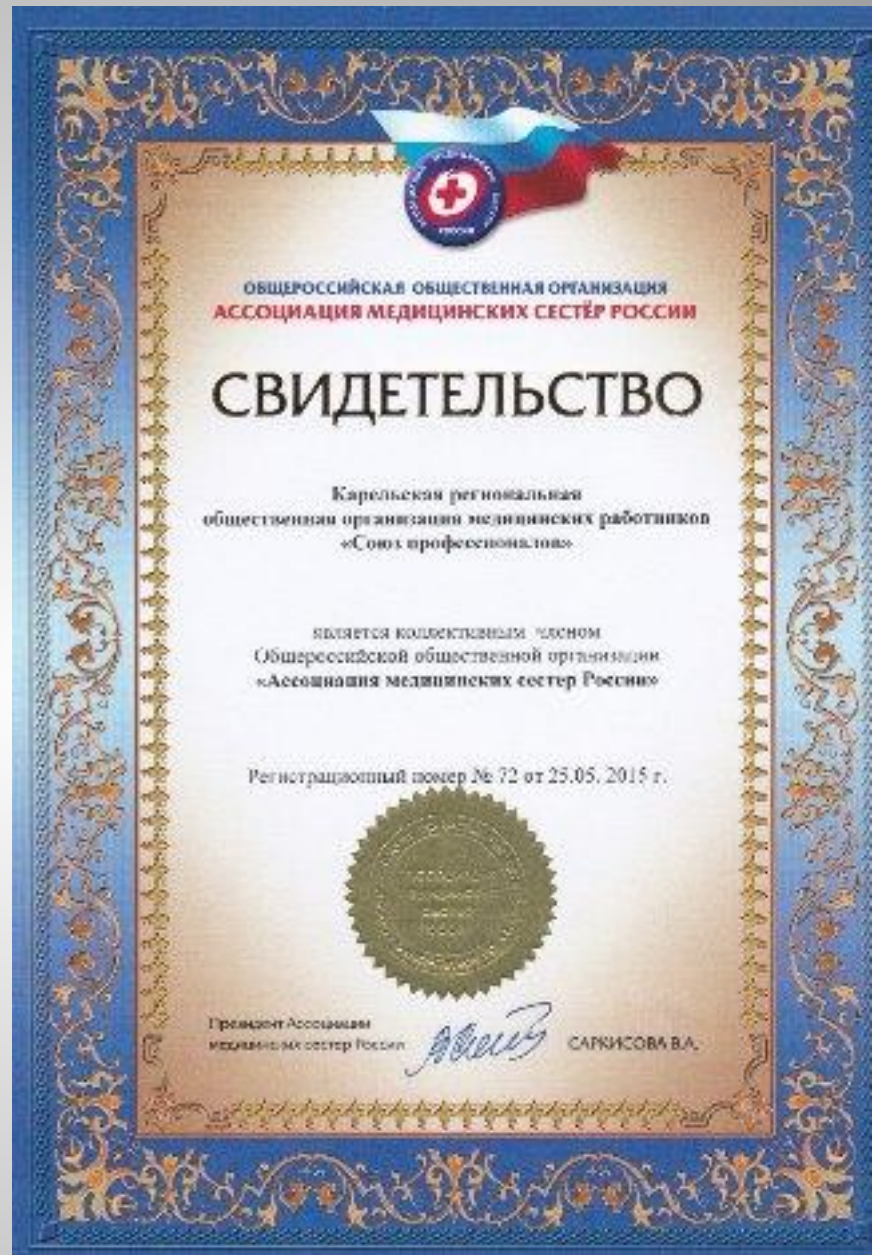 ОБЩЕРОССИЙСКАЯ ОБЩЕСТВЕННАЯ ОРГАНИЗАЦИЯ
АССОЦИАЦИЯ МЕДИЦИНСКИХ СЕСТЁР РОССИИ
СВИДЕТЕЛЬСТВО
Карельская региональная
общественная организация медицинских работников
«Союз профессионалов»
является коллективным членом
Общероссийской общественной организации
«Ассоциация медицинских сестер России»
Регистрационный номер № 72 от 25.05. 2015 г.
Президент Ассоциации
медицинских сестер России
САРКИСОВА В.А.